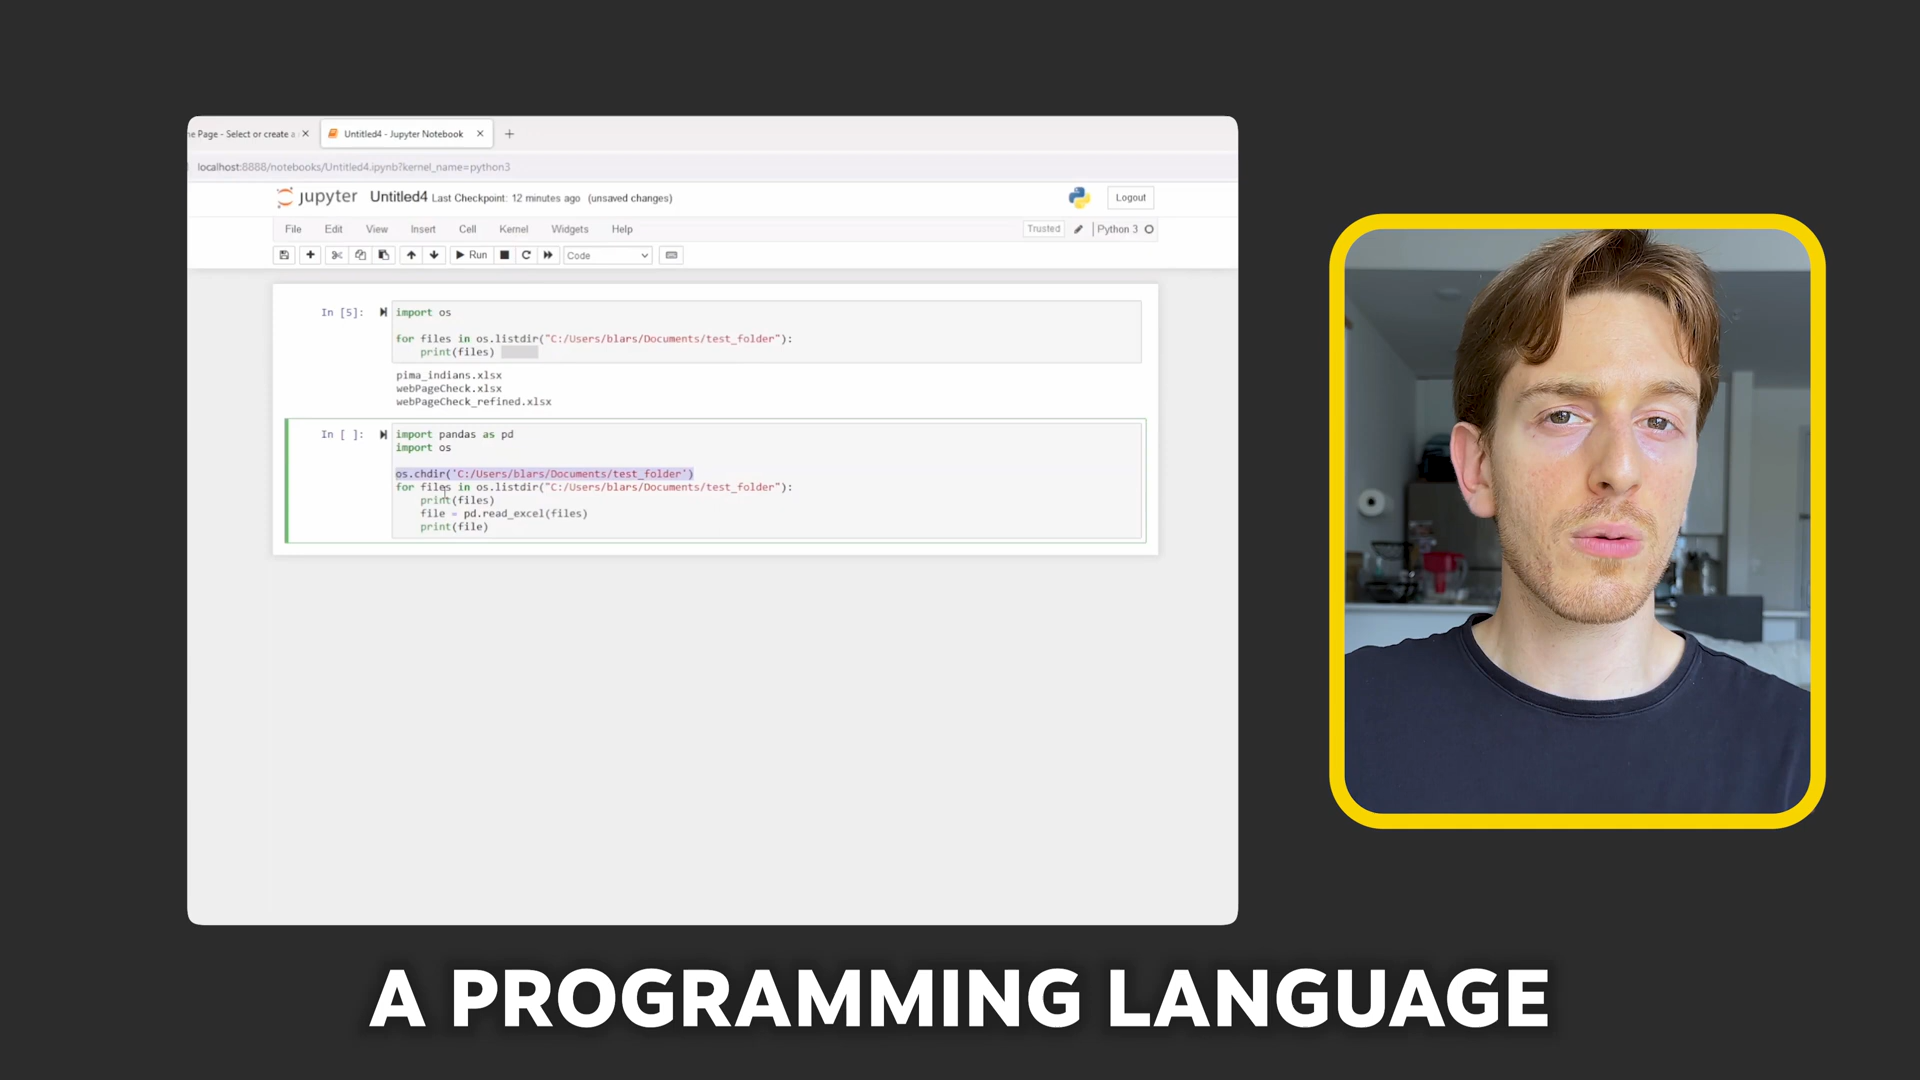 ne Page - Select or create a
Untitled4 - Jupyter Notebook
localhost:8888/notebooks/Untitled4.ipynb?kernel_name=python3
jupyter Untitled4 Last Checkpoint: 12 minutes ago (unsaved changes)
Logout
File Edit View Insert Cell Kernel Widgets Help
Trusted Python 3
Run Code
In [5]:
import os
for files in os.listdir("C:/Users/blars/Documents/test_folder"):
print(files)
pima_indians.xlsx
webPageCheck.xlsx
webPageCheck_refined.xlsx
In [ ]:
import pandas as pd
import os
os.chdir('C:/Users/blars/Documents/test_folder')
for files in os.listdir("C:/Users/blars/Documents/test_folder"):
print(files)
file = pd.read_excel(files)
print(file)
A PROGRAMMING LANGUAGE